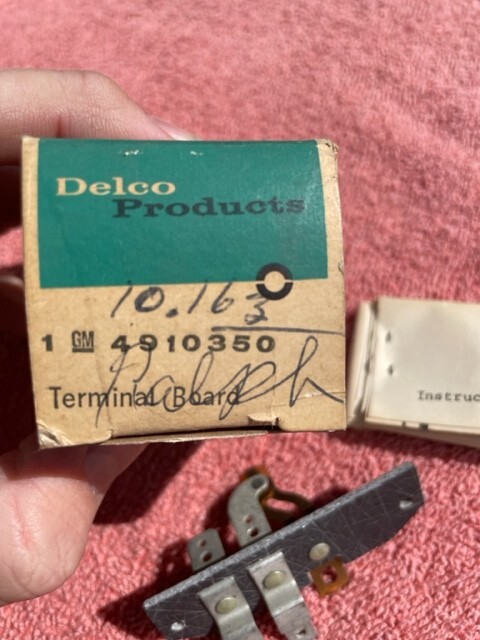 Delco
Products
10.163
1 GM 4910350
Ralph
Terminal Board
Instruc